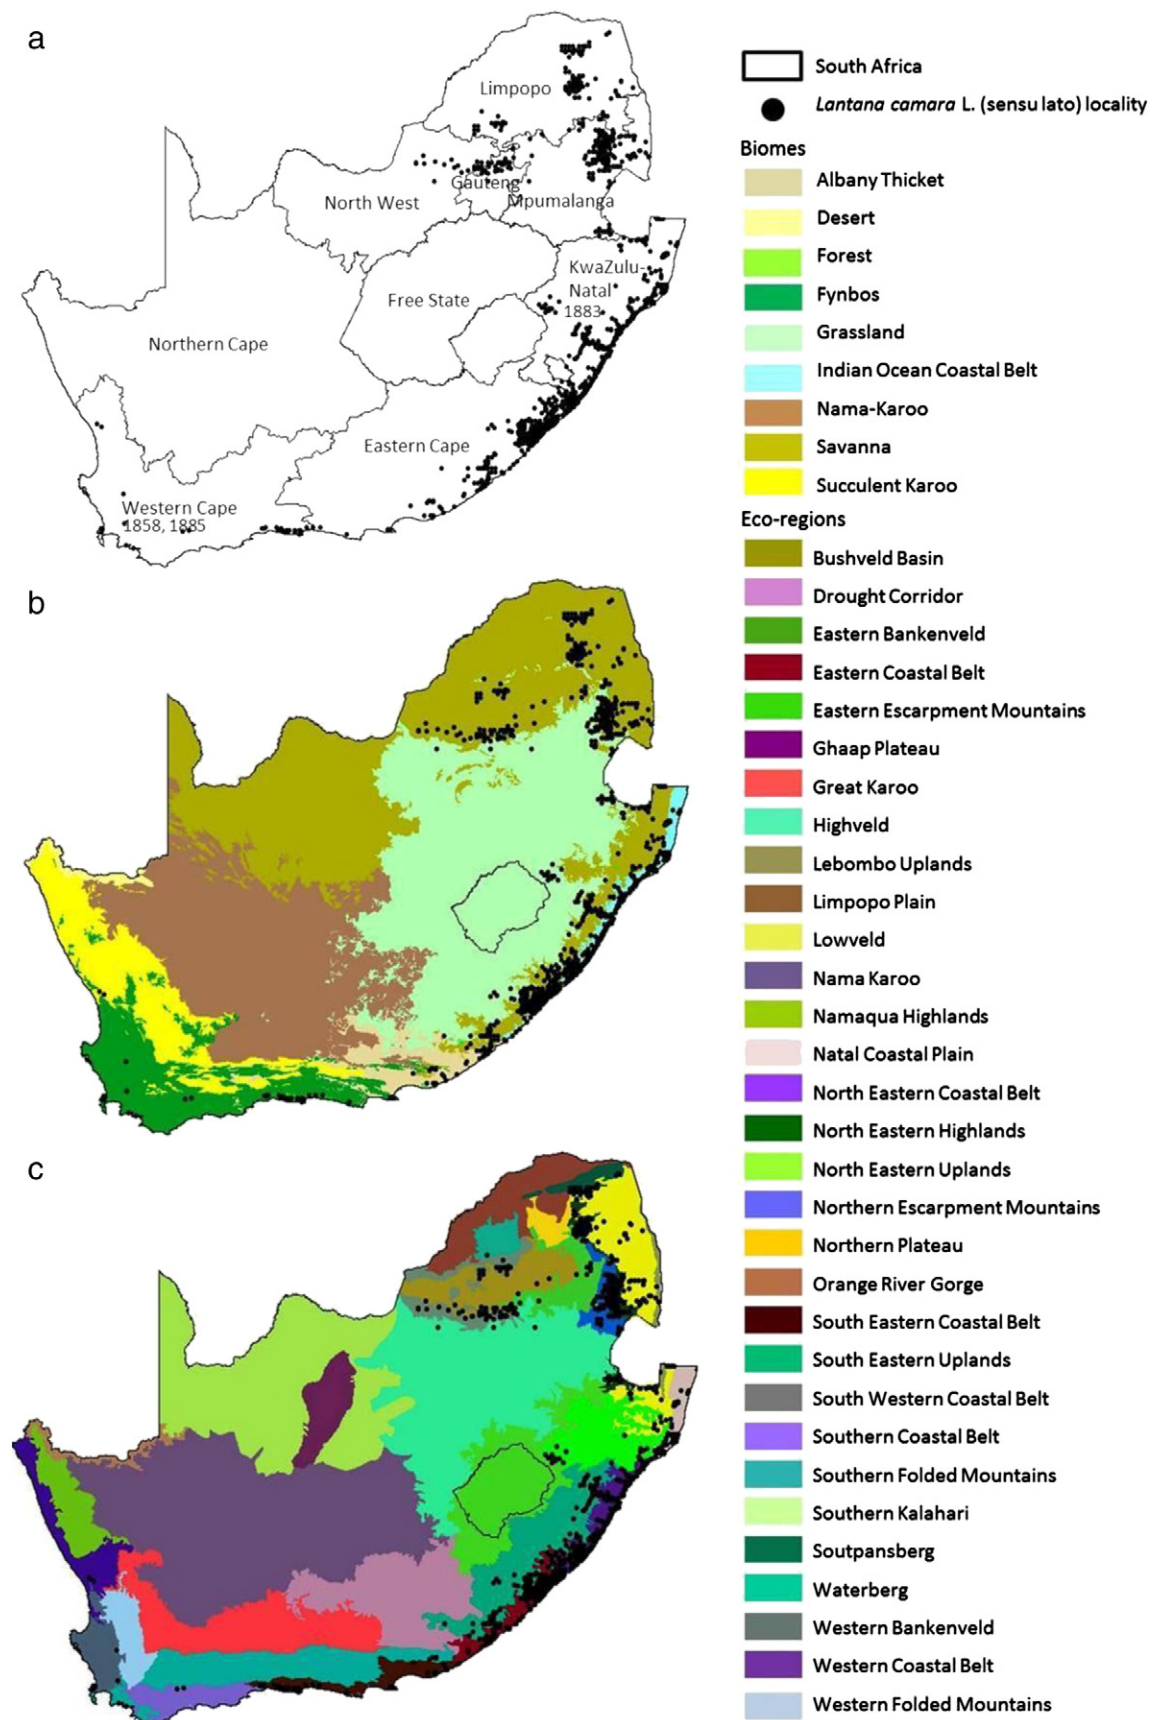 a
Limpopo
Gauteng
North West
Mpumalanga
KwaZulu-
Natal
1883
Free State
Northern Cape
Eastern Cape
Western Cape
1858, 1885
b
c
South Africa
Lantana camara L. (sensu lato) locality
Biomes
Albany Thicket
Desert
Forest
Fynbos
Grassland
Indian Ocean Coastal Belt
Nama-Karoo
Savanna
Succulent Karoo
Eco-regions
Bushveld Basin
Drought Corridor
Eastern Bankenveld
Eastern Coastal Belt
Eastern Escarpment Mountains
Ghaap Plateau
Great Karoo
Highveld
Lebombo Uplands
Limpopo Plain
Lowveld
Nama Karoo
Namaqua Highlands
Natal Coastal Plain
North Eastern Coastal Belt
North Eastern Highlands
North Eastern Uplands
Northern Escarpment Mountains
Northern Plateau
Orange River Gorge
South Eastern Coastal Belt
South Eastern Uplands
South Western Coastal Belt
Southern Coastal Belt
Southern Folded Mountains
Southern Kalahari
Soutpansberg
Waterberg
Western Bankenveld
Western Coastal Belt
Western Folded Mountains